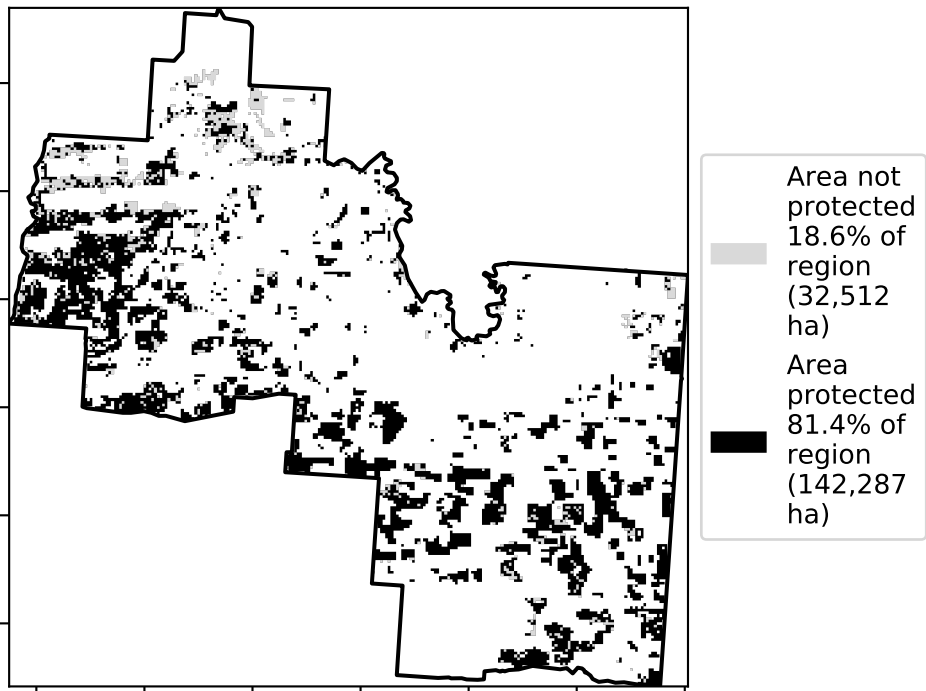 Area not
protected
18.6% of
region
(32,512
ha)
Area
protected
81.4% of
region
(142,287
ha)